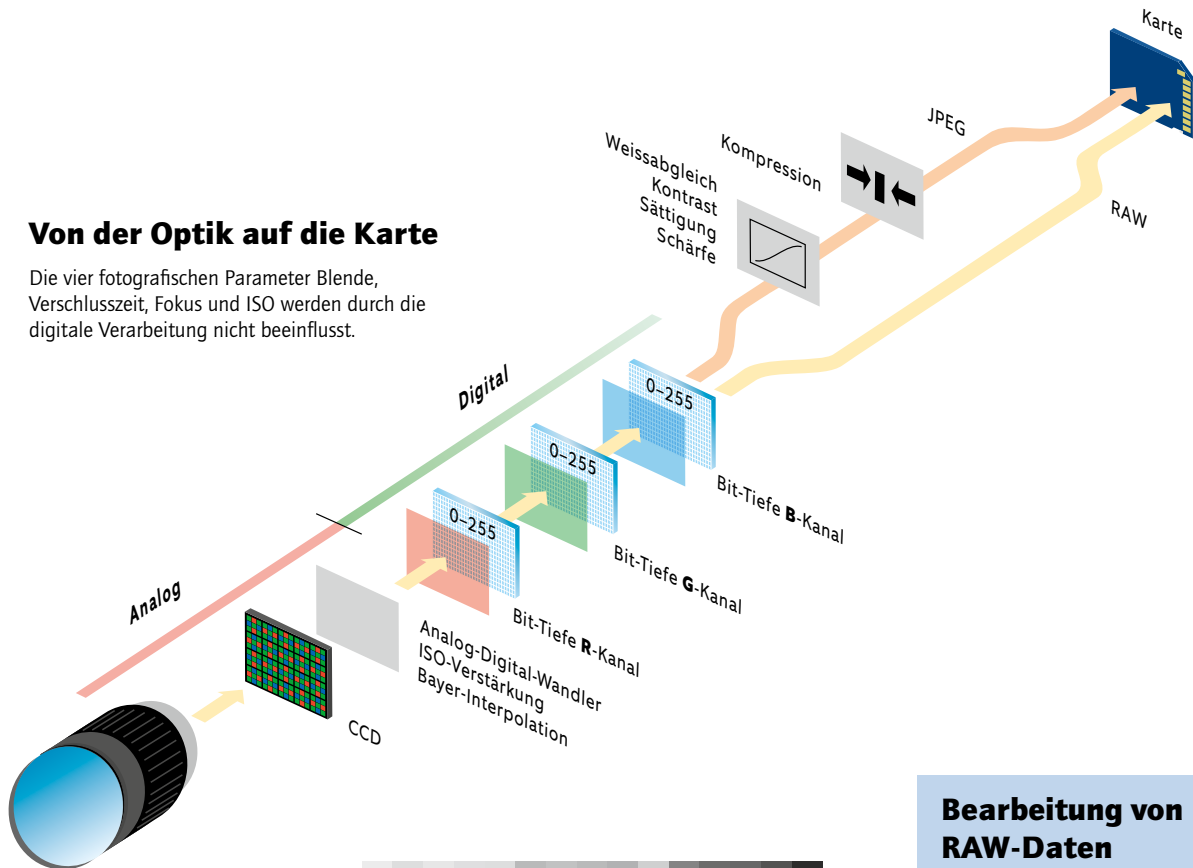 Karte
JPEG
Weissabgleich
Kontrast
Sättigung
Schärfe
Kompression
RAW
Von der Optik auf die Karte
Die vier fotografischen Parameter Blende,
Verschlusszeit, Fokus und ISO werden durch die
digitale Verarbeitung nicht beeinflusst.
Digital
Analog
0–255
0–255
0–255
Bit-Tiefe B-Kanal
Bit-Tiefe G-Kanal
Bit-Tiefe R-Kanal
Analog-Digital-Wandler
ISO-Verstärkung
Bayer-Interpolation
CCD
Bearbeitung von
RAW-Daten